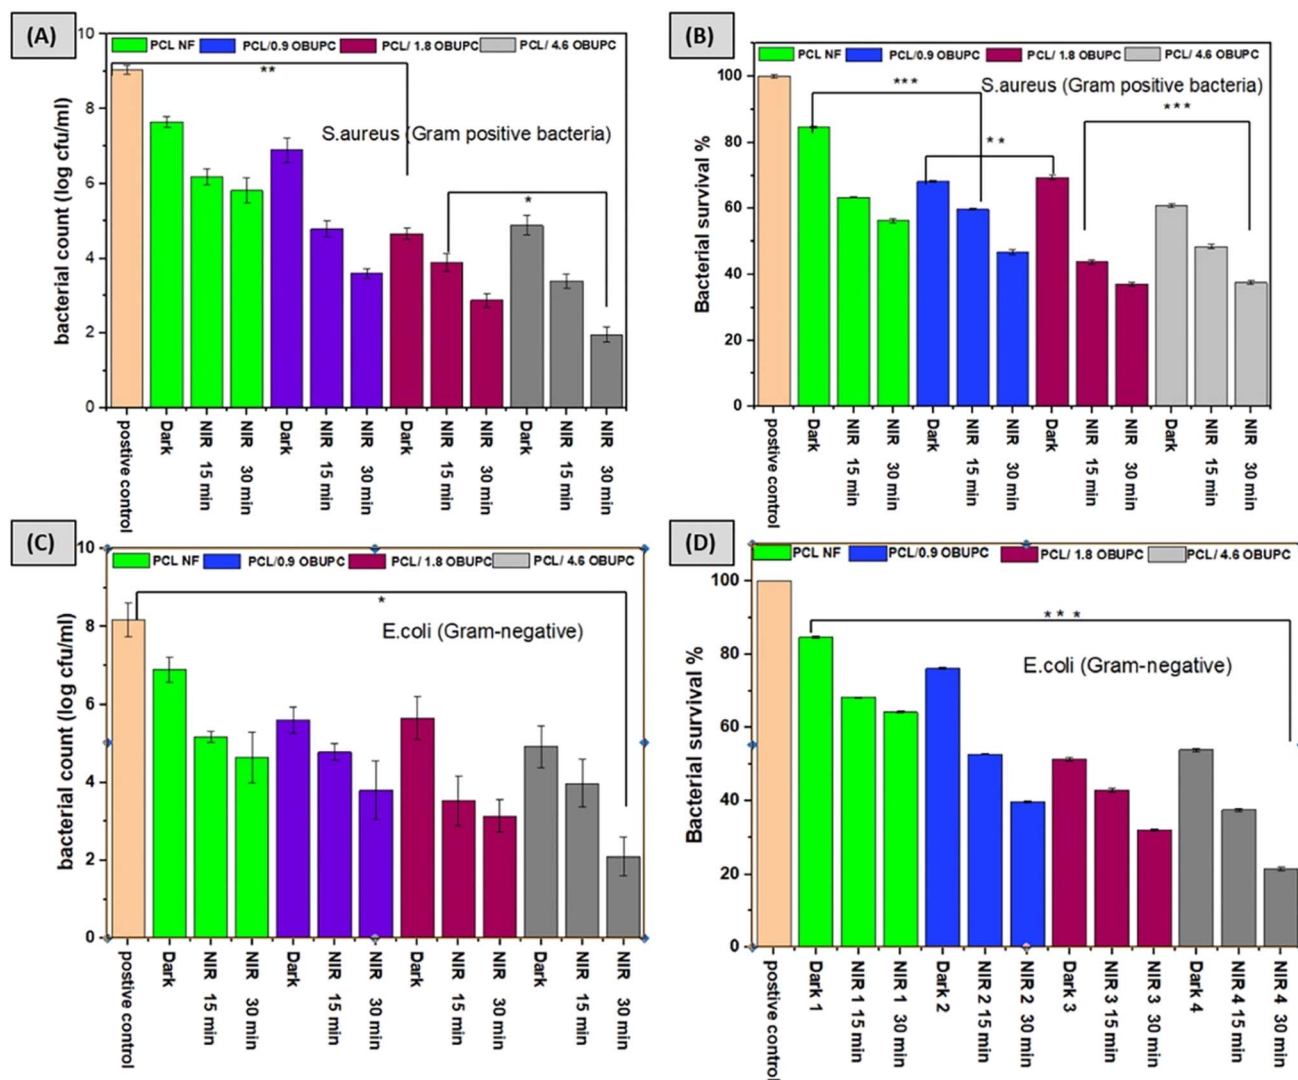 (A)
bacterial count (log cfu/ml)
10
8
6
4
2
0
PCL NF PCL/0.9 OBUPC PCL/ 1.8 OBUPC PCL/ 4.6 OBUPC
**
S.aureus (Gram positive bacteria)
*
postive control
Dark
NIR 15 min
NIR 30 min
Dark
NIR 15 min
NIR 30 min
Dark
NIR 15 min
NIR 30 min
Dark
NIR 15 min
NIR 30 min
(B)
Bacterial survival %
100
80
60
40
20
0
PCL NF PCL/0.9 OBUPC PCL/ 1.8 OBUPC PCL/ 4.6 OBUPC
***
S.aureus (Gram positive bacteria)
***
**
postive control
Dark
NIR 15 min
NIR 30 min
Dark
NIR 15 min
NIR 30 min
Dark
NIR 15 min
NIR 30 min
Dark
NIR 15 min
NIR 30 min
(C)
bacterial count (log cfu/ml)
10
8
6
4
2
0
PCL NF PCL/0.9 OBUPC PCL/ 1.8 OBUPC PCL/ 4.6 OBUPC
*
E.coli (Gram-negative)
postive control
Dark
NIR 15 min
NIR 30 min
Dark
NIR 15 min
NIR 30 min
Dark
NIR 15 min
NIR 30 min
Dark
NIR 15 min
NIR 30 min
(D)
Bacterial survival %
100
80
60
40
20
0
PCL NF PCL/0.9 OBUPC PCL/ 1.8 OBUPC PCL/ 4.6 OBUPC
***
E.coli (Gram-negative)
postive control
Dark 1
NIR 1 15 min
NIR 1 30 min
Dark 2
NIR 2 15 min
NIR 2 30 min
Dark 3
NIR 3 15 min
NIR 3 30 min
Dark 4
NIR 4 15 min
NIR 4 30 min